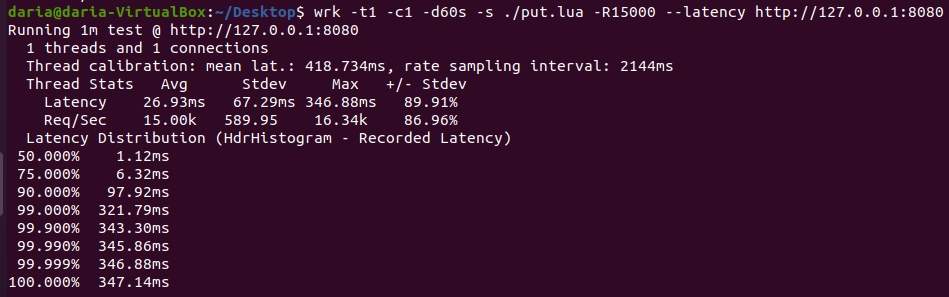 daria@daria-VirtualBox:~/Desktop$ wrk -t1 -c1 -d60s -s ./put.lua -R15000 --latency http://127.0.0.1:8080
Running 1m test @ http://127.0.0.1:8080
  1 threads and 1 connections
  Thread calibration: mean lat.: 418.734ms, rate sampling interval: 2144ms
  Thread Stats   Avg      Stdev     Max   +/- Stdev
    Latency    26.93ms   67.29ms 346.88ms   89.91%
    Req/Sec    15.00k   589.95    16.34k    86.96%
  Latency Distribution (HdrHistogram - Recorded Latency)
 50.000%    1.12ms
 75.000%    6.32ms
 90.000%   97.92ms
 99.000%  321.79ms
 99.900%  343.30ms
 99.990%  345.86ms
 99.999%  346.88ms
100.000%  347.14ms